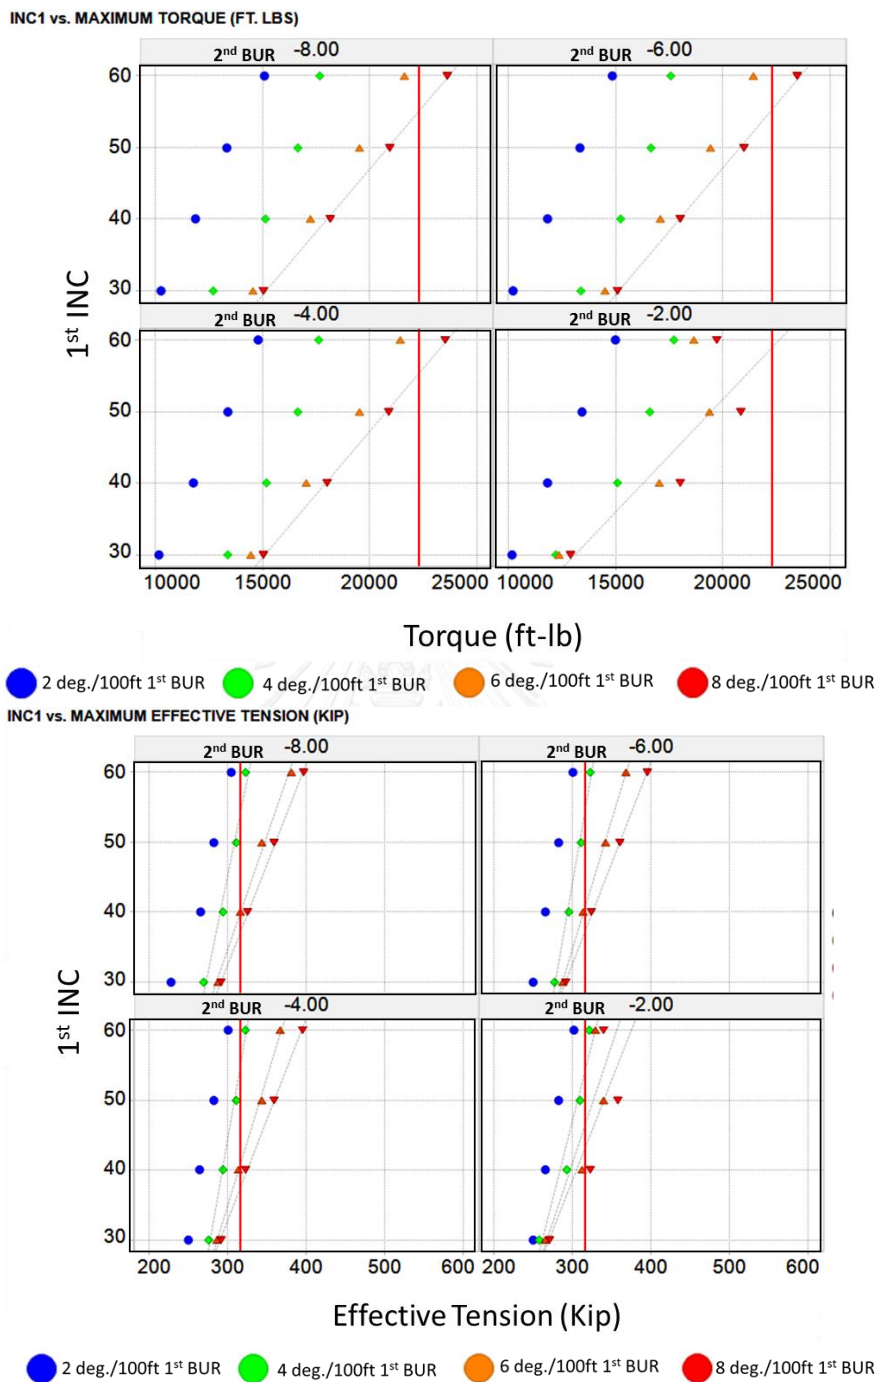 INC1 vs. MAXIMUM TORQUE (FT. LBS)
2nd BUR -8.00 2nd BUR -6.00
60
50
40
30
2nd BUR -4.00 2nd BUR -2.00
60
50
40
30
1st INC
10000 15000 20000 25000 10000 15000 20000 25000
Torque (ft-lb)
2 deg./100ft 1st BUR 4 deg./100ft 1st BUR 6 deg./100ft 1st BUR 8 deg./100ft 1st BUR
INC1 vs. MAXIMUM EFFECTIVE TENSION (KIP)
2nd BUR -8.00 2nd BUR -6.00
60
50
40
30
2nd BUR -4.00 2nd BUR -2.00
60
50
40
30
1st INC
200 300 400 500 600 200 300 400 500 600
Effective Tension (Kip)
2 deg./100ft 1st BUR 4 deg./100ft 1st BUR 6 deg./100ft 1st BUR 8 deg./100ft 1st BUR